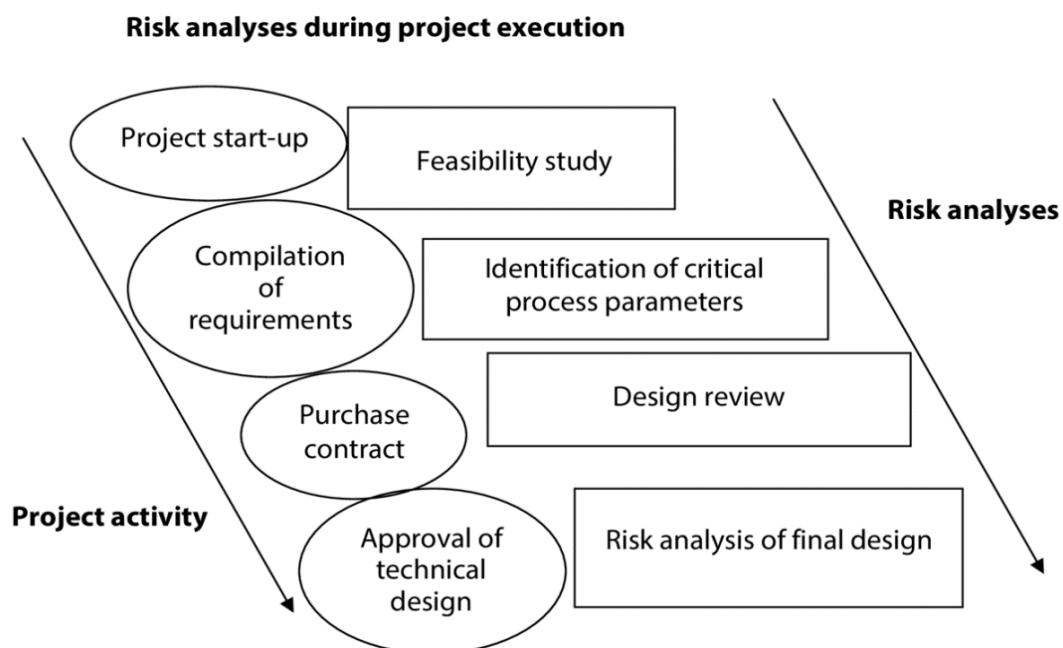 Risk analyses during project execution
Project start-up
Feasibility study
Risk analyses
Compilation
of
requirements
Identification of critical
process parameters
Design review
Purchase
contract
Project activity
Approval of
technical
design
Risk analysis of final design